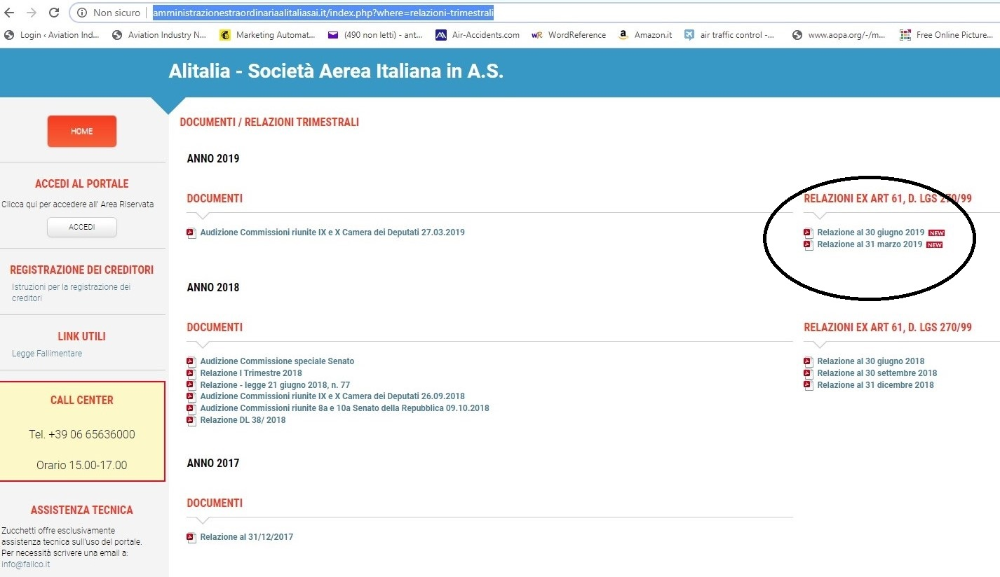 Non sicuro | amministrazionestraordinariaalitaliasai.it/index.php?where=relazioni-trimestrali
Login ‹ Aviation Ind...
Aviation Industry N...
Marketing Automat...
(490 non letti) - ant...
Air-Accidents.com
WordReference
Amazon.it
air traffic control -...
www.aopa.org/-/m...
Free Online Picture...
Alitalia - Società Aerea Italiana in A.S.
HOME
ACCEDI AL PORTALE
Clicca qui per accedere all' Area Riservata
ACCEDI
REGISTRAZIONE DEI CREDITORI
Istruzioni per la registrazione dei
creditori
LINK UTILI
Legge Fallimentare
CALL CENTER
Tel. +39 06 65636000
Orario 15.00-17.00
ASSISTENZA TECNICA
Zucchetti offre esclusivamente
assistenza tecnica sull'uso del portale.
Per necessità scrivere una email a:
info@fallco.it
DOCUMENTI / RELAZIONI TRIMESTRALI
ANNO 2019
DOCUMENTI
Audizione Commissioni riunite IX e X Camera dei Deputati 27.03.2019
RELAZIONI EX ART 61, D. LGS 270/99
Relazione al 30 giugno 2019 NEW
Relazione al 31 marzo 2019 NEW
ANNO 2018
DOCUMENTI
Audizione Commissione speciale Senato
Relazione I Trimestre 2018
Relazione - legge 21 giugno 2018, n. 77
Audizione Commissioni riunite IX e X Camera dei Deputati 26.09.2018
Audizione Commissioni riunite 8a e 10a Senato della Repubblica 09.10.2018
Relazione DL 38/ 2018
RELAZIONI EX ART 61, D. LGS 270/99
Relazione al 30 giugno 2018
Relazione al 30 settembre 2018
Relazione al 31 dicembre 2018
ANNO 2017
DOCUMENTI
Relazione al 31/12/2017